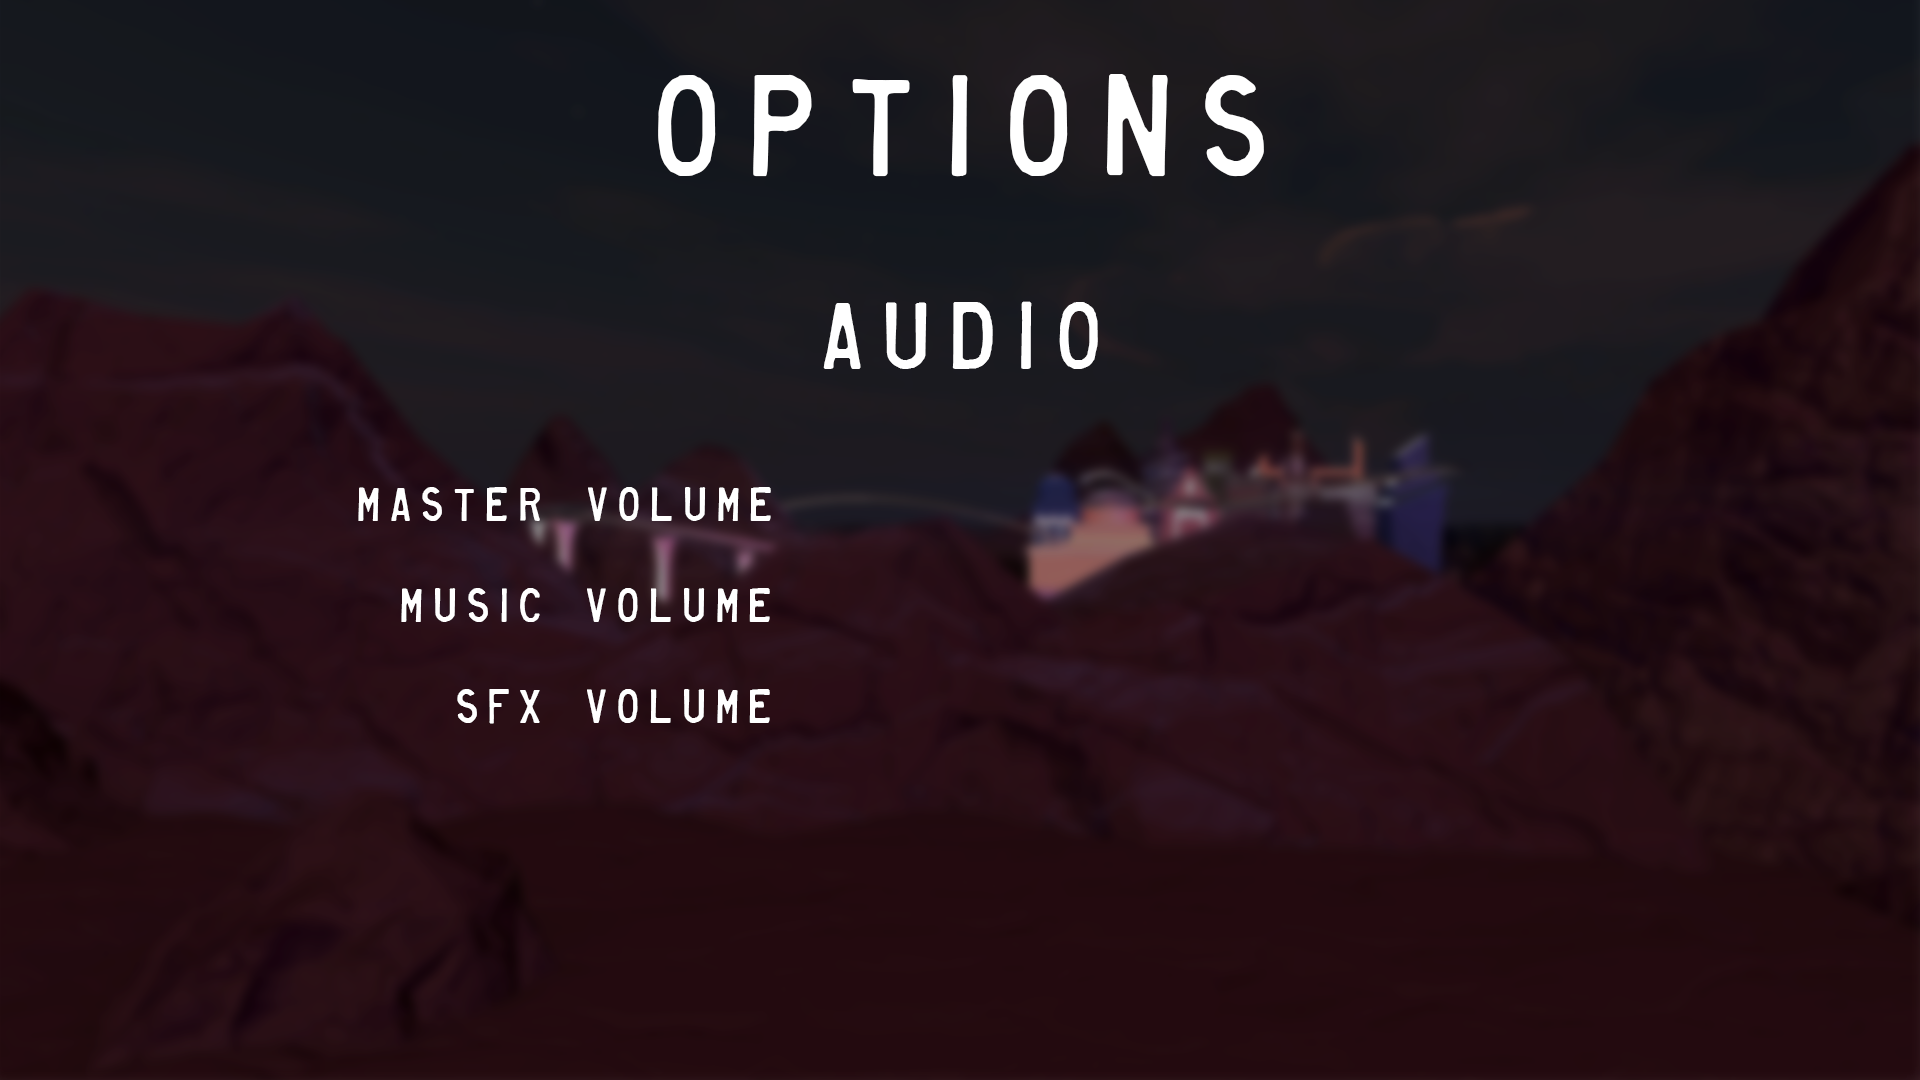 OPTIONS
AUDIO
MASTER VOLUME
MUSIC VOLUME
SFX VOLUME